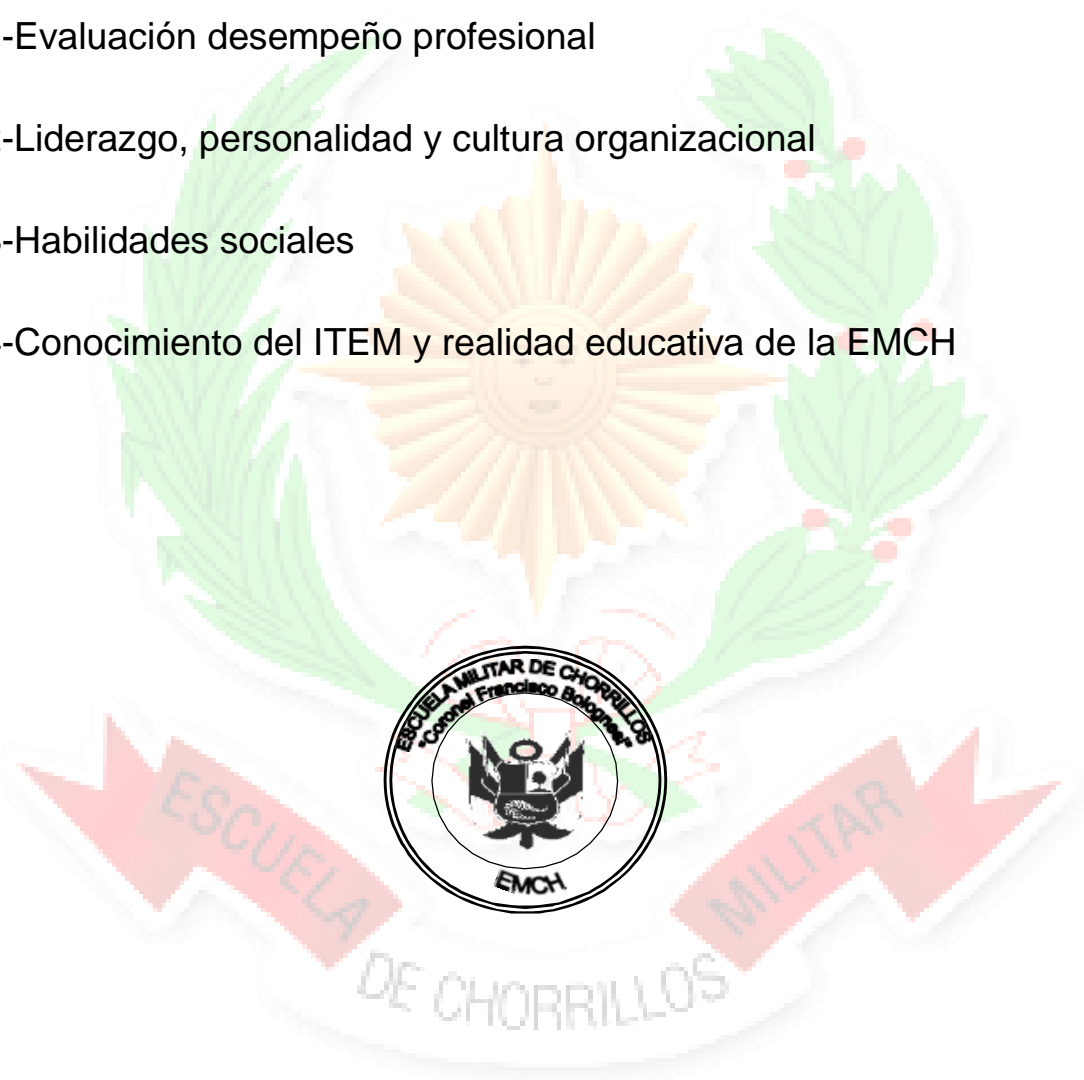 -Evaluación desempeño profesional
-Liderazgo, personalidad y cultura organizacional
-Habilidades sociales
-Conocimiento del ITEM y realidad educativa de la EMCH
ESCUELA MILITAR DE CHORRILLOS
"Coronel Francisco Bolognesi"
EMCH
ESCUELA MILITAR
DE CHORRILLOS